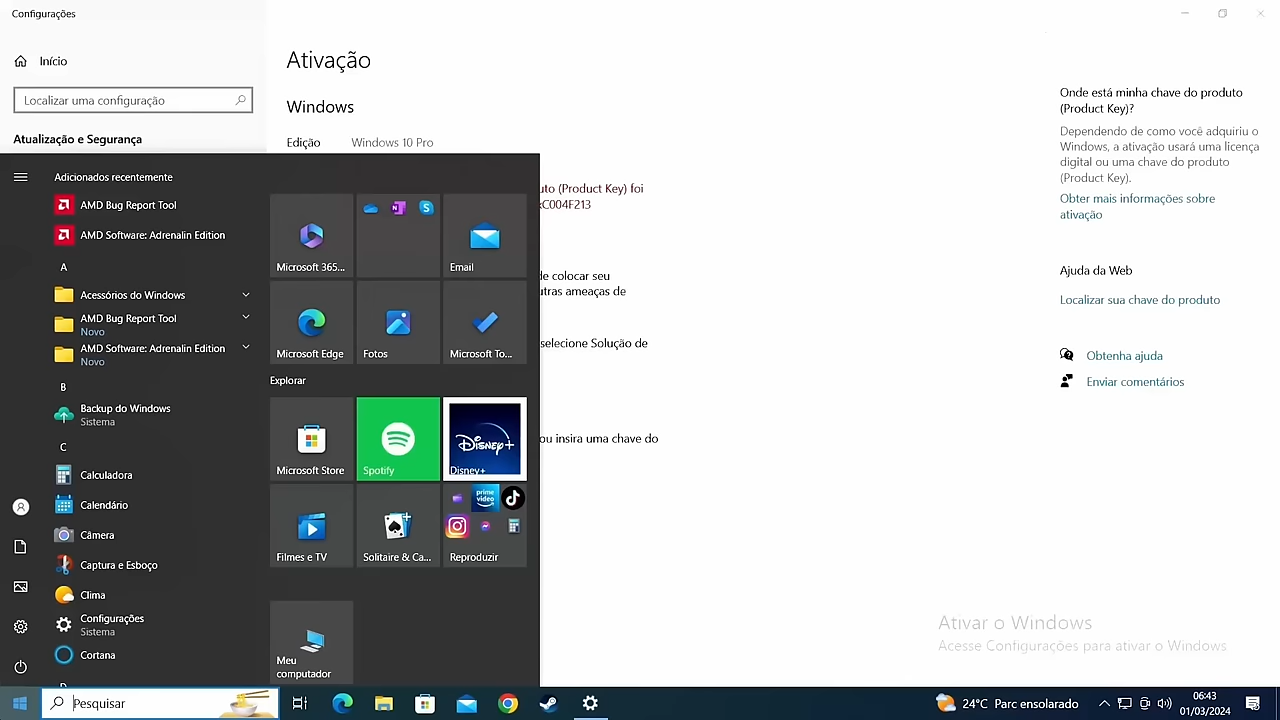 Configurações
Início
Localizar uma configuração
Atualização e Segurança
Ativação
Windows
Edição Windows 10 Pro
uto (Product Key) foi
xC004F213
de colocar seu
utras ameaças de
selecione Solução de
ou insira uma chave do
Onde está minha chave do produto
(Product Key)?
Dependendo de como você adquiriu o
Windows, a ativação usará uma licença
digital ou uma chave do produto
(Product Key).
Obter mais informações sobre
ativação
Ajuda da Web
Localizar sua chave do produto
Obtenha ajuda
Enviar comentários
Adicionados recentemente
AMD Bug Report Tool
AMD Software: Adrenalin Edition
A
Acessórios do Windows
AMD Bug Report Tool
Novo
AMD Software: Adrenalin Edition
Novo
B
Backup do Windows
Sistema
C
Calculadora
Calendário
Câmera
Captura e Esboço
Clima
Configurações
Sistema
Cortana
Microsoft 365...
Email
Microsoft Edge
Fotos
Microsoft To...
Explorar
Microsoft Store
Spotify
Disney+
Disney+
Filmes e TV
Solitaire & Ca...
prime
video
Reproduzir
Meu
computador
Ativar o Windows
Acesse Configurações para ativar o Windows
Pesquisar
24°C Parc ensolarado
06:43
01/03/2024